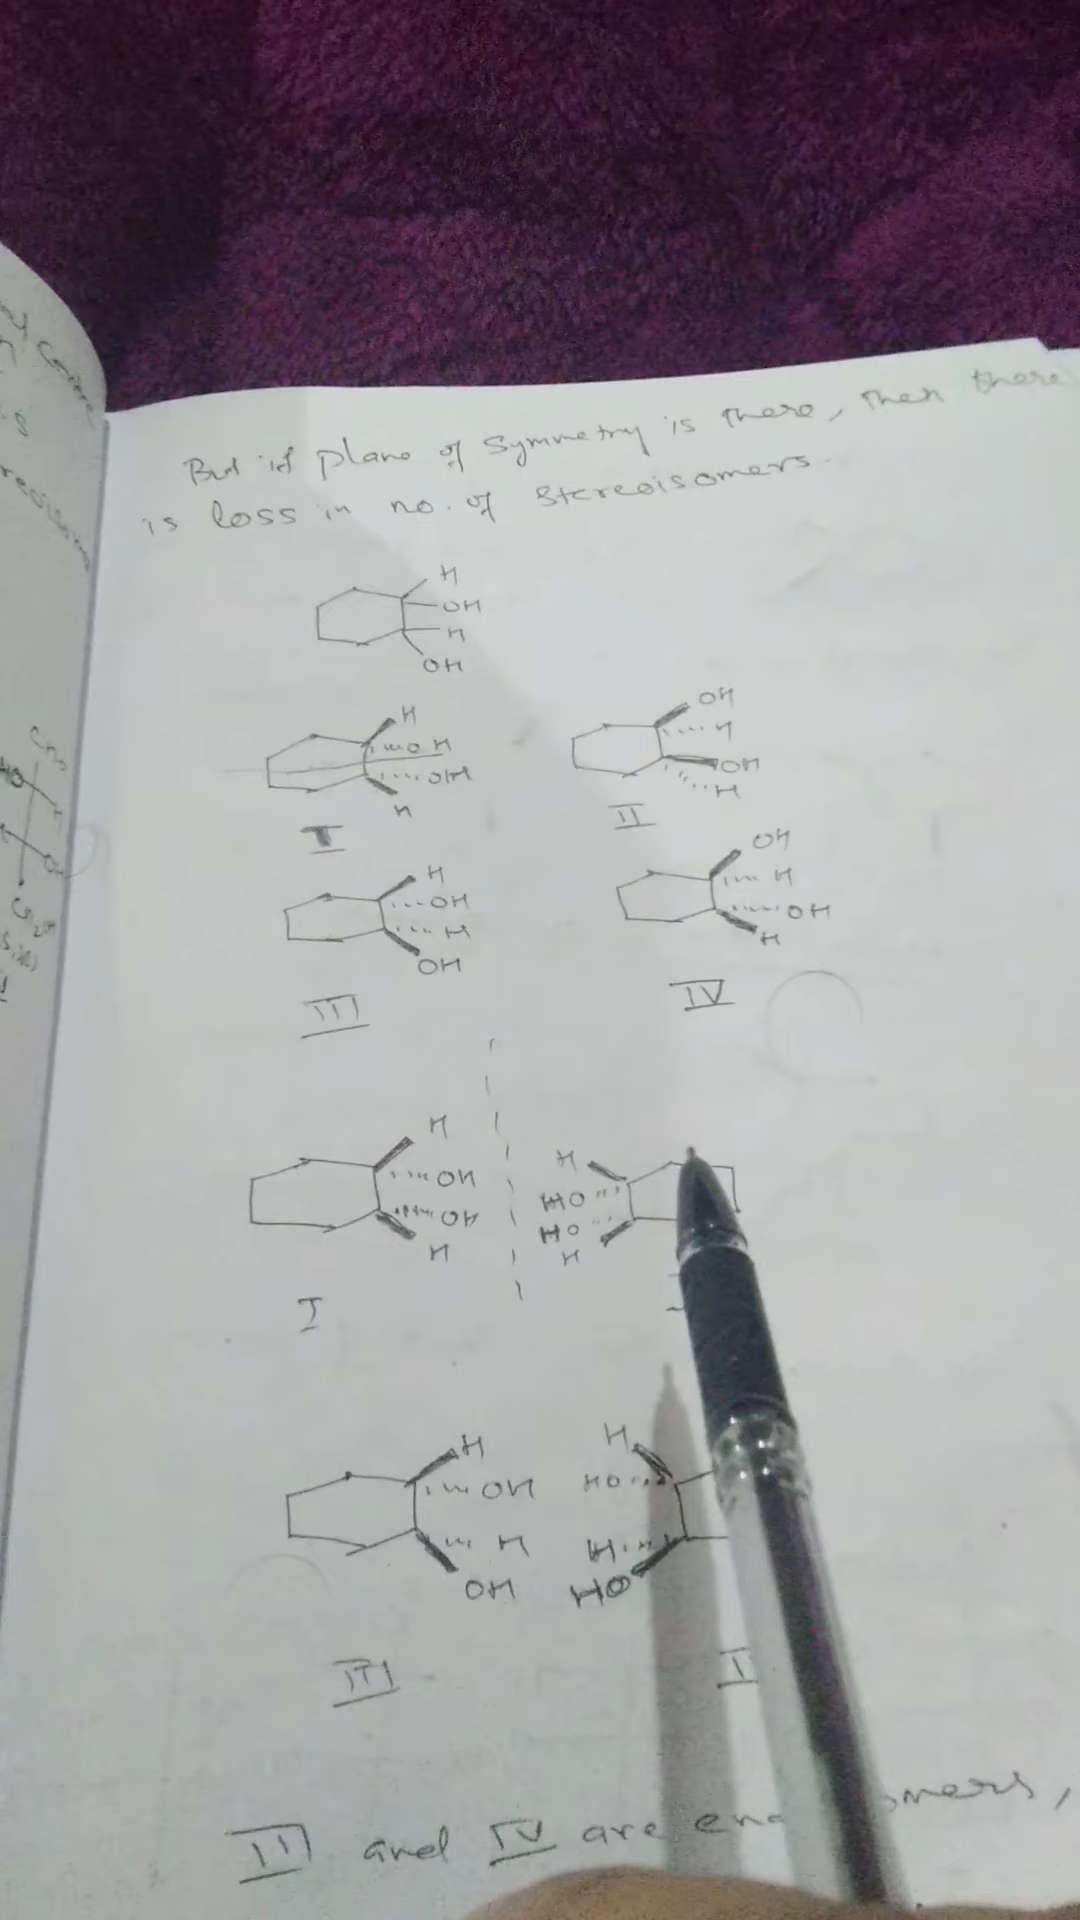 But if plane of symmetry is there, then there
is loss in no. of stereoisomers.
H
OH
H
OH
H
OH
OH
H
I
OH
H
OH
H
II
H
OH
H
OH
III
OH
H
OH
H
IV
H
OH
OH
H
I
H
HO
HO
H
H
OH
H
OH
III
H
HO
H
HO
III and IV are